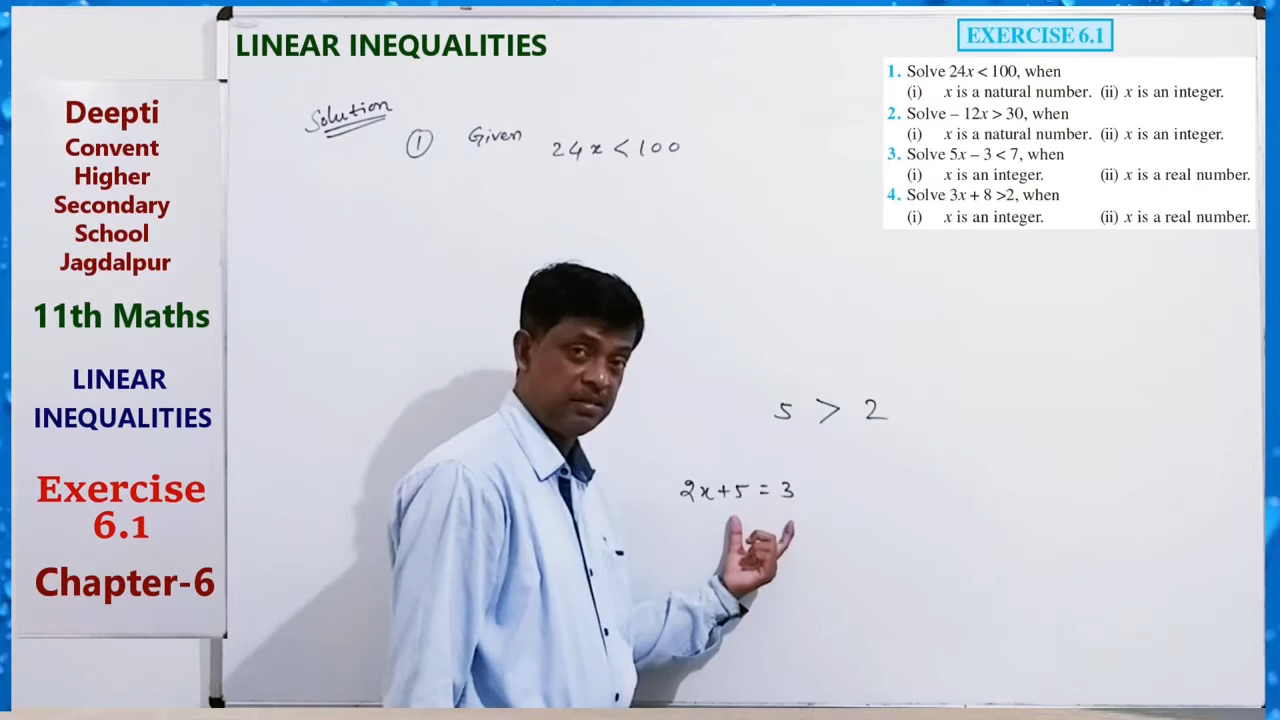 LINEAR INEQUALITIES
EXERCISE 6.1
1. Solve 24x < 100, when
(i) x is a natural number. (ii) x is an integer.
2. Solve – 12x > 30, when
(i) x is a natural number. (ii) x is an integer.
3. Solve 5x – 3 < 7, when
(i) x is an integer. (ii) x is a real number.
4. Solve 3x + 8 >2, when
(i) x is an integer. (ii) x is a real number.
Deepti
Convent
Higher
Secondary
School
Jagdalpur
11th Maths
LINEAR
INEQUALITIES
Exercise
6.1
Chapter-6
Solution
① Given 24x < 100
5 > 2
2x+5 = 3